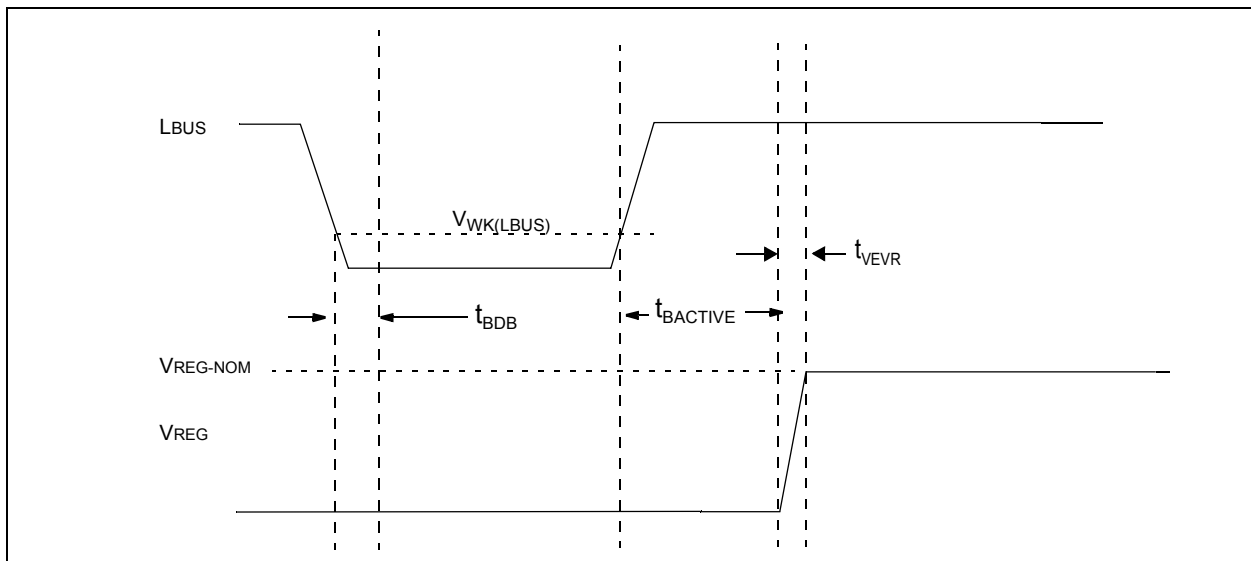 LBUS
VWK(LBUS)
tVEVR
tBDB
tBACTIVE
VREG-NOM
VREG